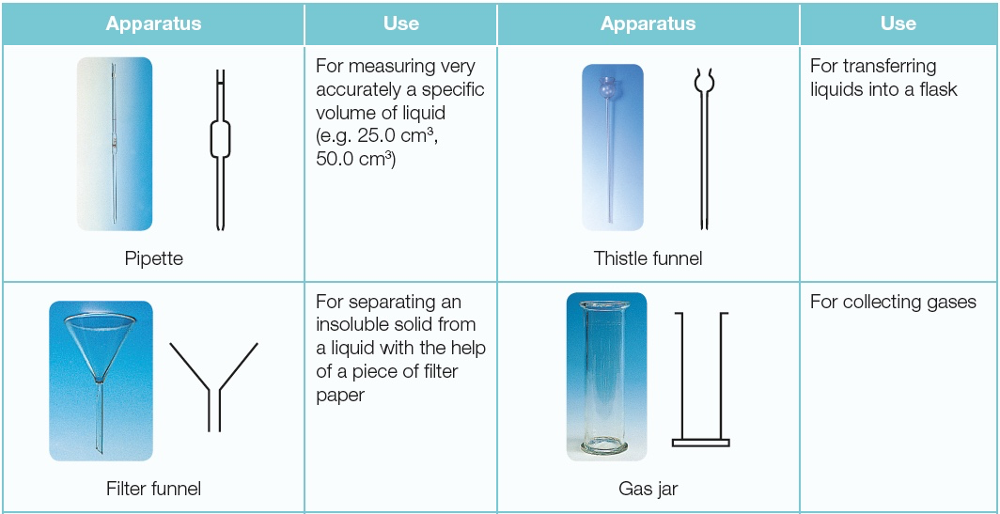 Apparatus
Use
Apparatus
Use
Pipette
For measuring very
accurately a specific
volume of liquid
(e.g. 25.0 cm³,
50.0 cm³)
Thistle funnel
For transferring
liquids into a flask
Filter funnel
For separating an
insoluble solid from
a liquid with the help
of a piece of filter
paper
Gas jar
For collecting gases